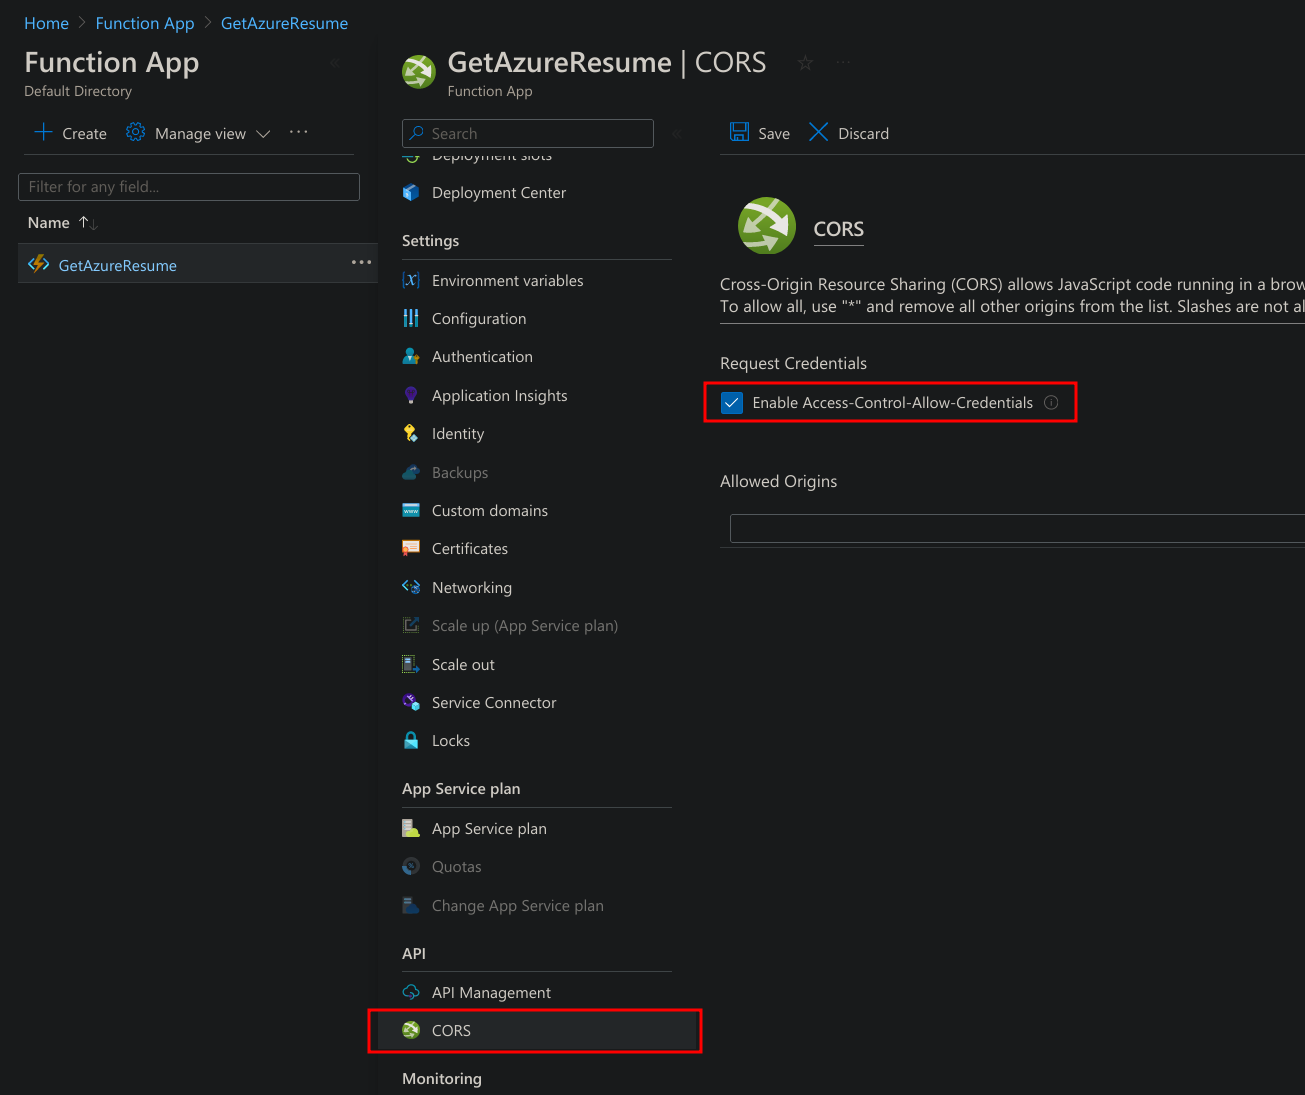 Home > Function App > GetAzureResume
Function App
Default Directory
Create Manage view ...
Filter for any field...
Name
GetAzureResume ...
GetAzureResume | CORS ...
Function App
Search
Save Discard
Deployment slots
Deployment Center
Settings
Environment variables
Configuration
Authentication
Application Insights
Identity
Backups
Custom domains
Certificates
Networking
Scale up (App Service plan)
Scale out
Service Connector
Locks
App Service plan
App Service plan
Quotas
Change App Service plan
API
API Management
CORS
Monitoring
CORS
Cross-Origin Resource Sharing (CORS) allows JavaScript code running in a brow
To allow all, use "*" and remove all other origins from the list. Slashes are not al
Request Credentials
Enable Access-Control-Allow-Credentials
Allowed Origins